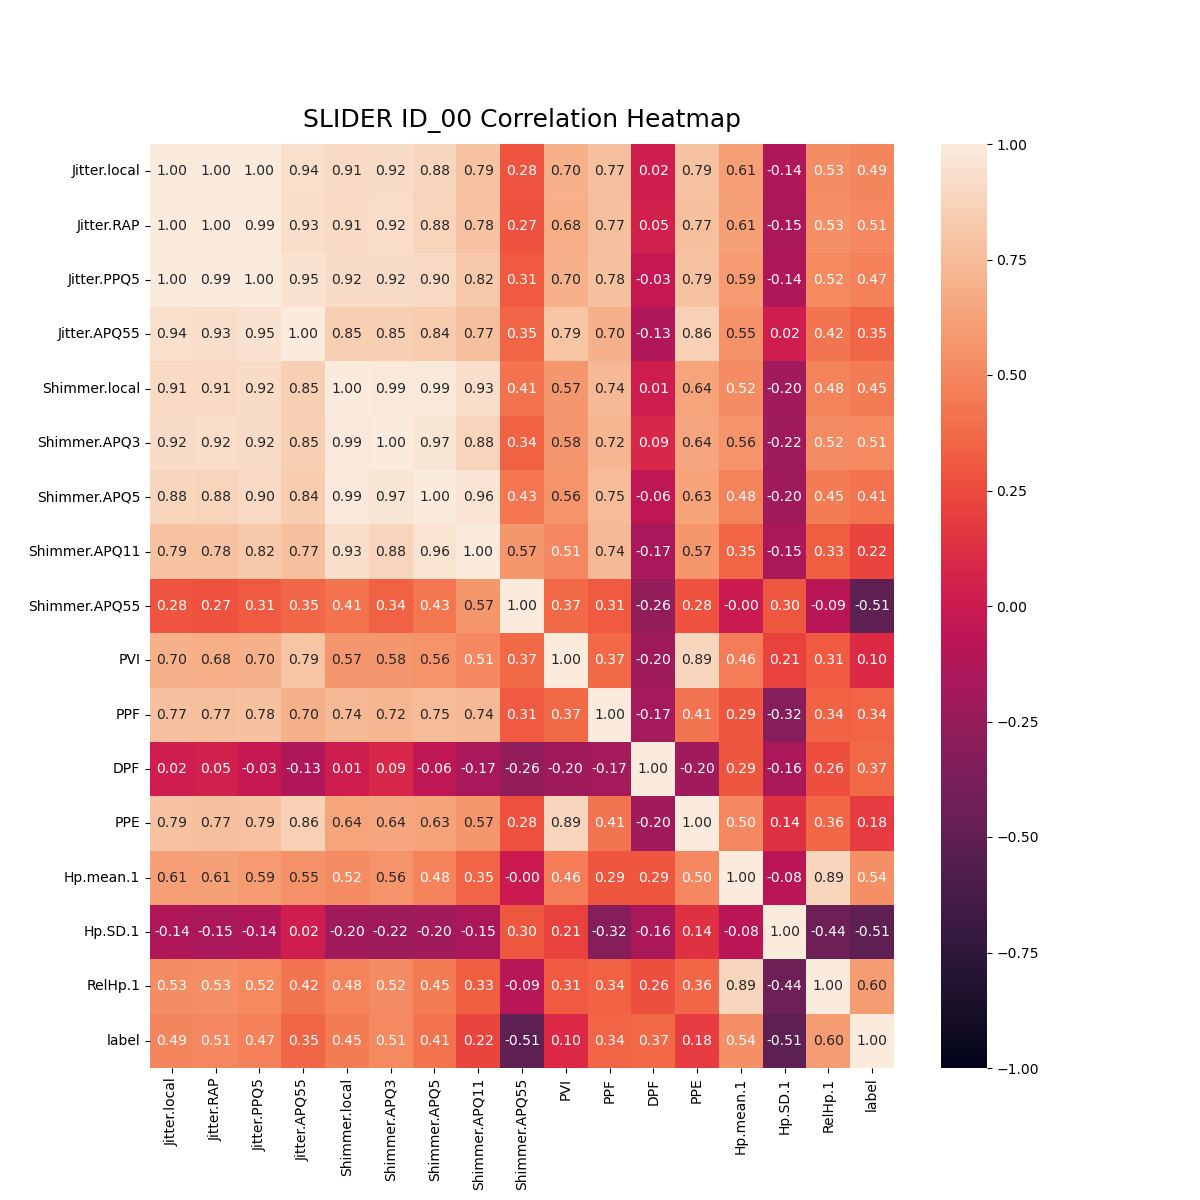 SLIDER ID_00 Correlation Heatmap
Jitter.local 1.00 1.00 1.00 0.94 0.91 0.92 0.88 0.79 0.28 0.70 0.77 0.02 0.79 0.61 -0.14 0.53 0.49
Jitter.RAP 1.00 1.00 0.99 0.93 0.91 0.92 0.88 0.78 0.27 0.68 0.77 0.05 0.77 0.61 -0.15 0.53 0.51
Jitter.PPQ5 1.00 0.99 1.00 0.95 0.92 0.92 0.90 0.82 0.31 0.70 0.78 -0.03 0.79 0.59 -0.14 0.52 0.47
Jitter.APQ55 0.94 0.93 0.95 1.00 0.85 0.85 0.84 0.77 0.35 0.79 0.70 -0.13 0.86 0.55 0.02 0.42 0.35
Shimmer.local 0.91 0.91 0.92 0.85 1.00 0.99 0.99 0.93 0.41 0.57 0.74 0.01 0.64 0.52 -0.20 0.48 0.45
Shimmer.APQ3 0.92 0.92 0.92 0.85 0.99 1.00 0.97 0.88 0.34 0.58 0.72 0.09 0.64 0.56 -0.22 0.52 0.51
Shimmer.APQ5 0.88 0.88 0.90 0.84 0.99 0.97 1.00 0.96 0.43 0.56 0.75 -0.06 0.63 0.48 -0.20 0.45 0.41
Shimmer.APQ11 0.79 0.78 0.82 0.77 0.93 0.88 0.96 1.00 0.57 0.51 0.74 -0.17 0.57 0.35 -0.15 0.33 0.22
Shimmer.APQ55 0.28 0.27 0.31 0.35 0.41 0.34 0.43 0.57 1.00 0.37 0.31 -0.26 0.28 -0.00 0.30 -0.09 -0.51
PVI 0.70 0.68 0.70 0.79 0.57 0.58 0.56 0.51 0.37 1.00 0.37 -0.20 0.89 0.46 0.21 0.31 0.10
PPF 0.77 0.77 0.78 0.70 0.74 0.72 0.75 0.74 0.31 0.37 1.00 -0.17 0.41 0.29 -0.32 0.34 0.34
DPF 0.02 0.05 -0.03 -0.13 0.01 0.09 -0.06 -0.17 -0.26 -0.20 -0.17 1.00 -0.20 0.29 -0.16 0.26 0.37
PPE 0.79 0.77 0.79 0.86 0.64 0.64 0.63 0.57 0.28 0.89 0.41 -0.20 1.00 0.50 0.14 0.36 0.18
Hp.mean.1 0.61 0.61 0.59 0.55 0.52 0.56 0.48 0.35 -0.00 0.46 0.29 0.29 0.50 1.00 -0.08 0.89 0.54
Hp.SD.1 -0.14 -0.15 -0.14 0.02 -0.20 -0.22 -0.20 -0.15 0.30 0.21 -0.32 -0.16 0.14 -0.08 1.00 -0.44 -0.51
RelHp.1 0.53 0.53 0.52 0.42 0.48 0.52 0.45 0.33 -0.09 0.31 0.34 0.26 0.36 0.89 -0.44 1.00 0.60
label 0.49 0.51 0.47 0.35 0.45 0.51 0.41 0.22 -0.51 0.10 0.34 0.37 0.18 0.54 -0.51 0.60 1.00
Jitter.local
Jitter.RAP
Jitter.PPQ5
Jitter.APQ55
Shimmer.local
Shimmer.APQ3
Shimmer.APQ5
Shimmer.APQ11
Shimmer.APQ55
PVI
PPF
DPF
PPE
Hp.mean.1
Hp.SD.1
RelHp.1
label
1.00
0.75
0.50
0.25
0.00
−0.25
−0.50
−0.75
−1.00